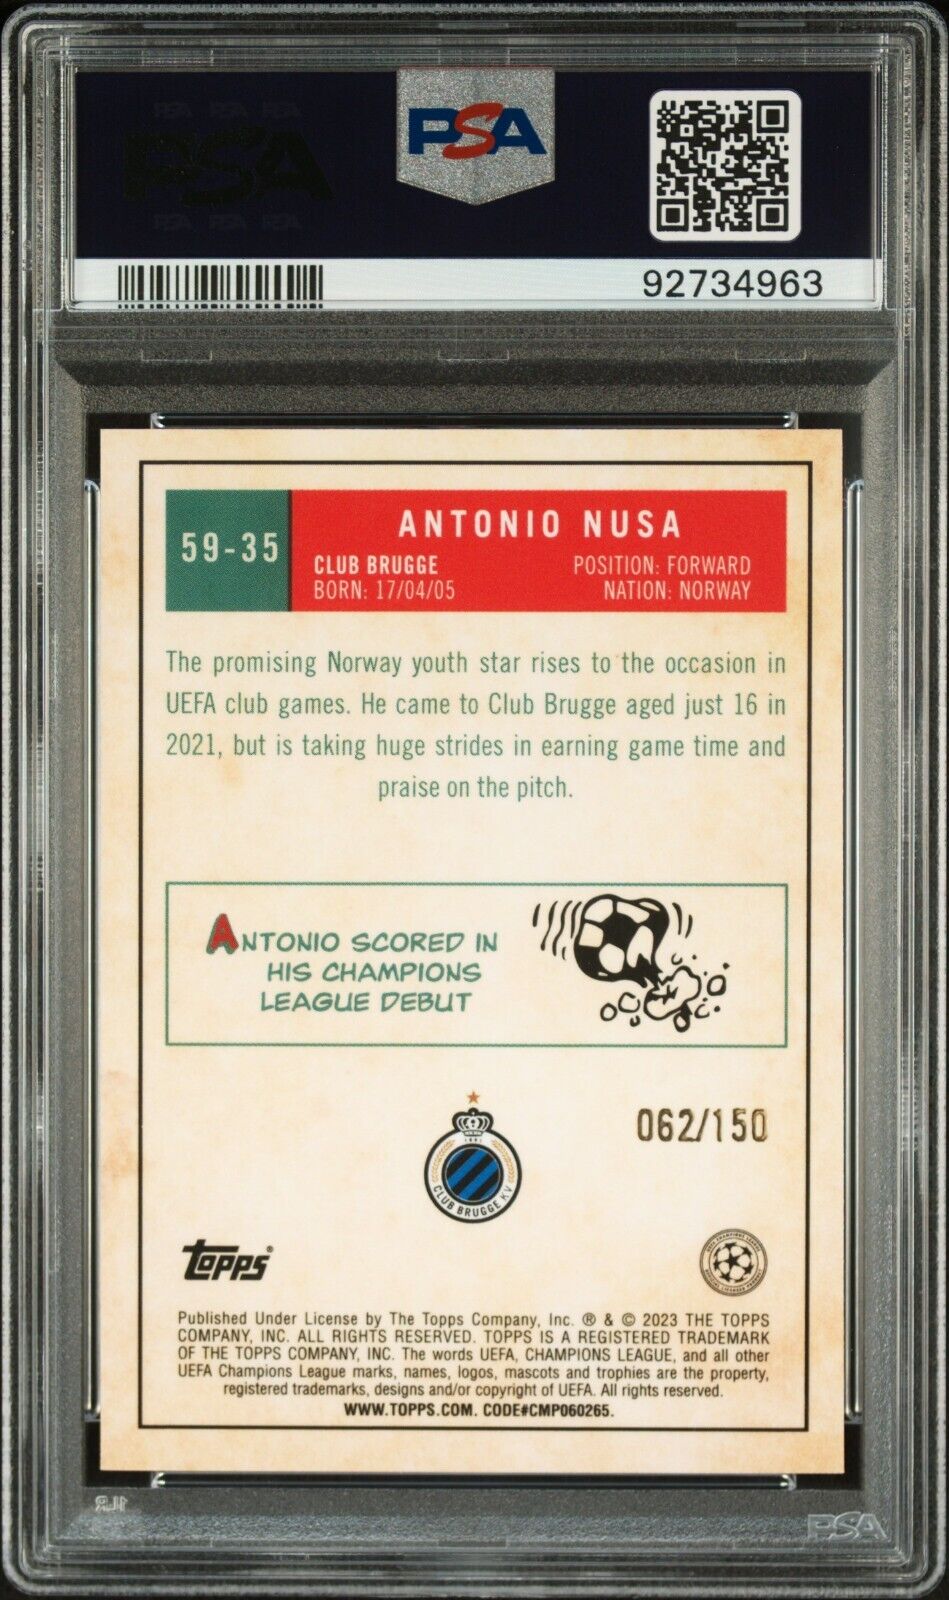 PSA
PSA
92734963
59-35
ANTONIO NUSA
CLUB BRUGGE
POSITION: FORWARD
BORN: 17/04/05
NATION: NORWAY
The promising Norway youth star rises to the occasion in
UEFA club games. He came to Club Brugge aged just 16 in
2021, but is taking huge strides in earning game time and
praise on the pitch.
ANTONIO SCORED IN
HIS CHAMPIONS
LEAGUE DEBUT
062/150
1891
CLUB BRUGGE K.V
topps®
Published Under License by The Topps Company, Inc. ® & © 2023 THE TOPPS
COMPANY, INC. ALL RIGHTS RESERVED. TOPPS IS A REGISTERED TRADEMARK
OF THE TOPPS COMPANY, INC. The words UEFA, CHAMPIONS LEAGUE, and all other
UEFA Champions League marks, names, logos, mascots and trophies are the property,
registered trademarks, designs and/or copyright of UEFA. All rights reserved.
WWW.TOPPS.COM. CODE#CMP060265.
PSA